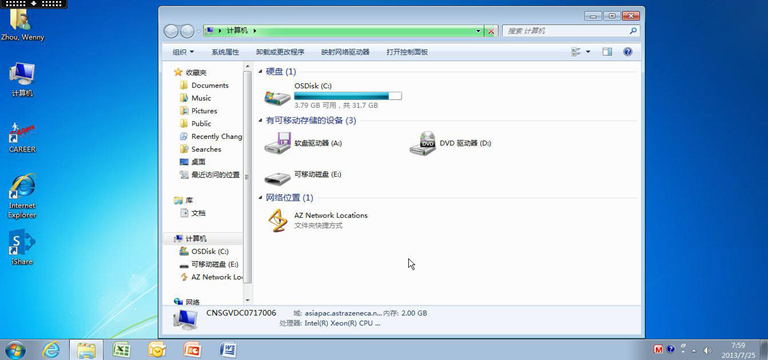 Zhou, Wenny
计算机
CAREER
Internet
Explorer
iShare
计算机
搜索 计算机
组织 系统属性 卸载或更改程序 映射网络驱动器 打开控制面板
收藏夹
Documents
Music
Pictures
Public
Recently Chang
Searches
桌面
最近访问的位置
库
文档
计算机
OSDisk (C:)
可移动磁盘 (E:)
AZ Network Lo
网络
硬盘 (1)
OSDisk (C:)
3.79 GB 可用，共 31.7 GB
有可移动存储的设备 (3)
软盘驱动器 (A:)
DVD 驱动器 (D:)
可移动磁盘 (E:)
网络位置 (1)
AZ Network Locations
文件夹快捷方式
CNSGVDC0717006 域: asiapac.astrazeneca.n... 内存: 2.00 GB
处理器: Intel(R) Xeon(R) CPU ...
7:59
2013/7/25